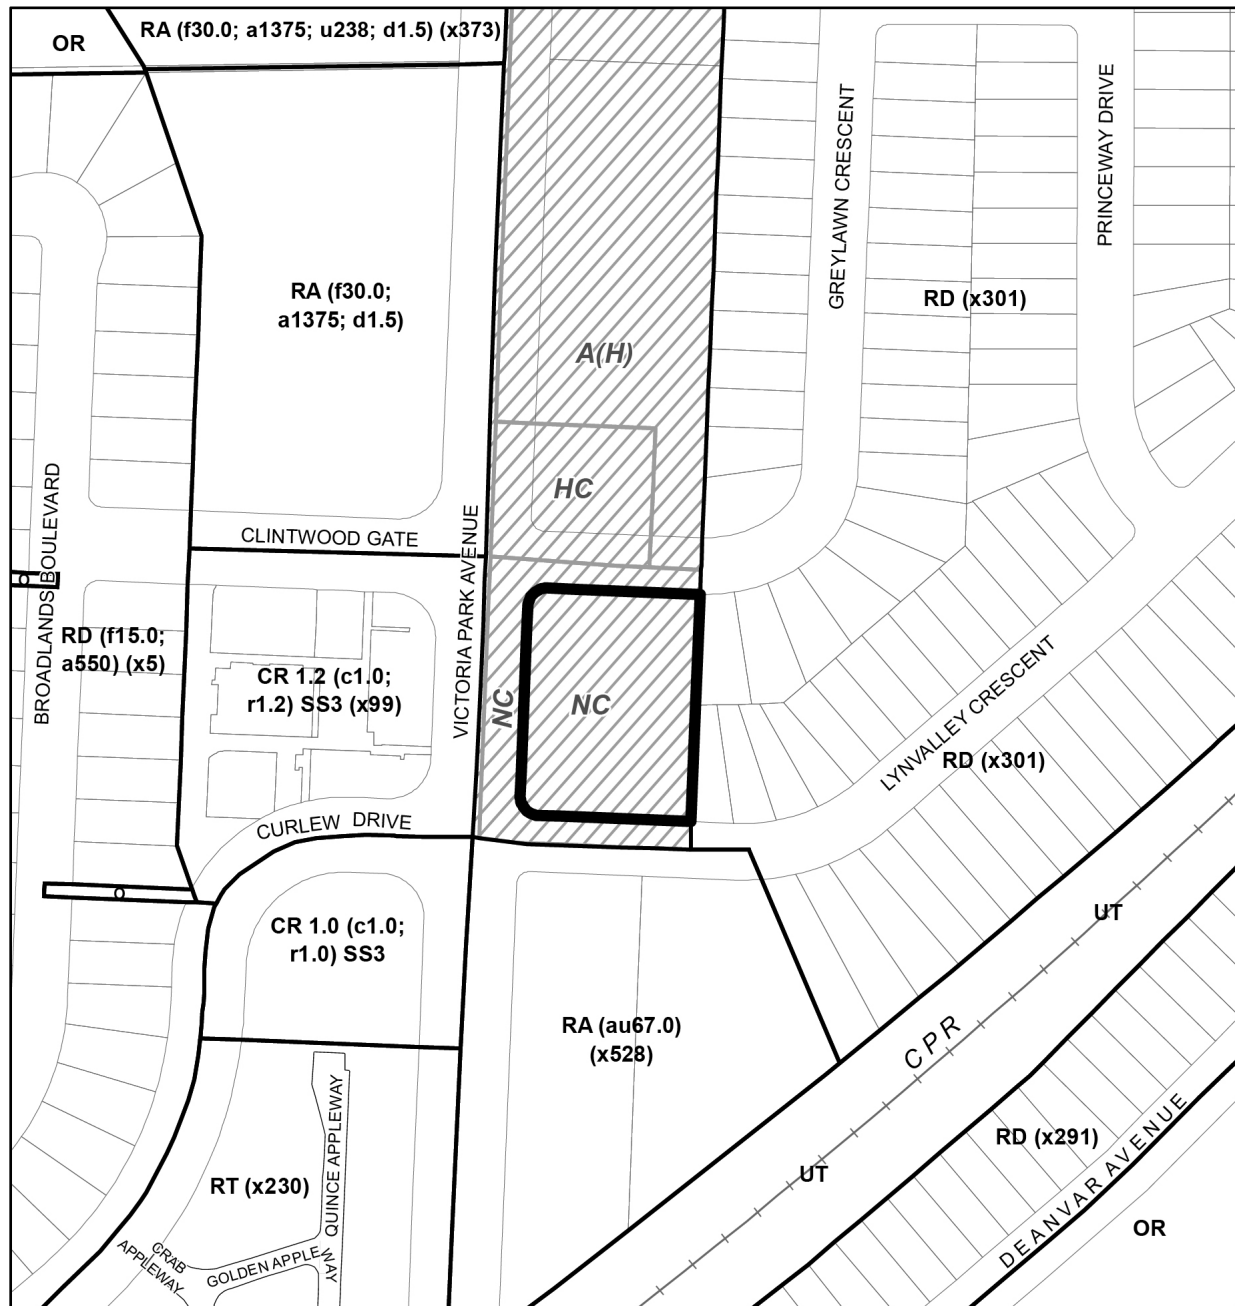 OR
RA (f30.0; a1375; u238; d1.5) (x373)
GREYLAWN CRESCENT
PRINCEWAY DRIVE
RA (f30.0;
a1375; d1.5)
RD (x301)
A(H)
HC
BROADLANDS BOULEVARD
CLINTWOOD GATE
VICTORIA PARK AVENUE
O
RD (f15.0;
a550) (x5)
CR 1.2 (c1.0;
r1.2) SS3 (x99)
NC
NC
LYNVALLEY CRESCENT
RD (x301)
CURLEW DRIVE
O
CR 1.0 (c1.0;
r1.0) SS3
UT
RA (au67.0)
(x528)
CPR
QUINCE APPLEWAY
RD (x291)
UT
RT (x230)
DEANVAR AVENUE
OR
CRAB
APPLEWAY
GOLDEN APPLE
WAY